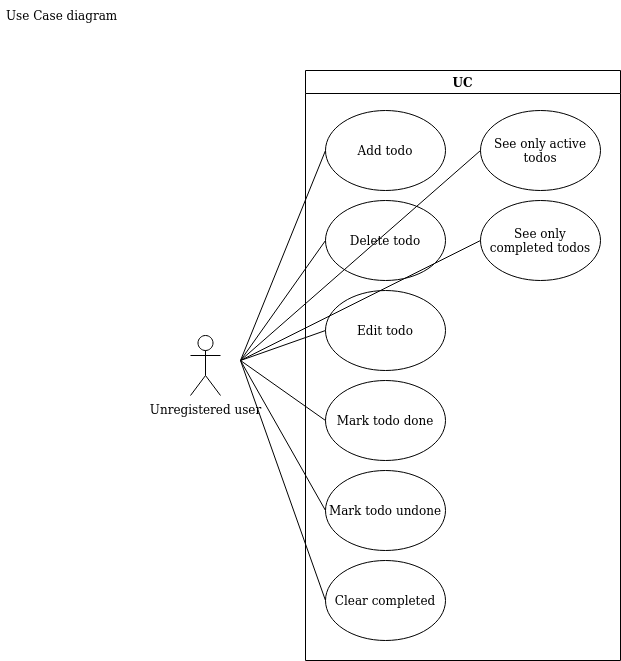 Use Case diagram
UC
Add todo
See only active
todos
Delete todo
See only
completed todos
Edit todo
Unregistered user
Mark todo done
Mark todo undone
Clear completed